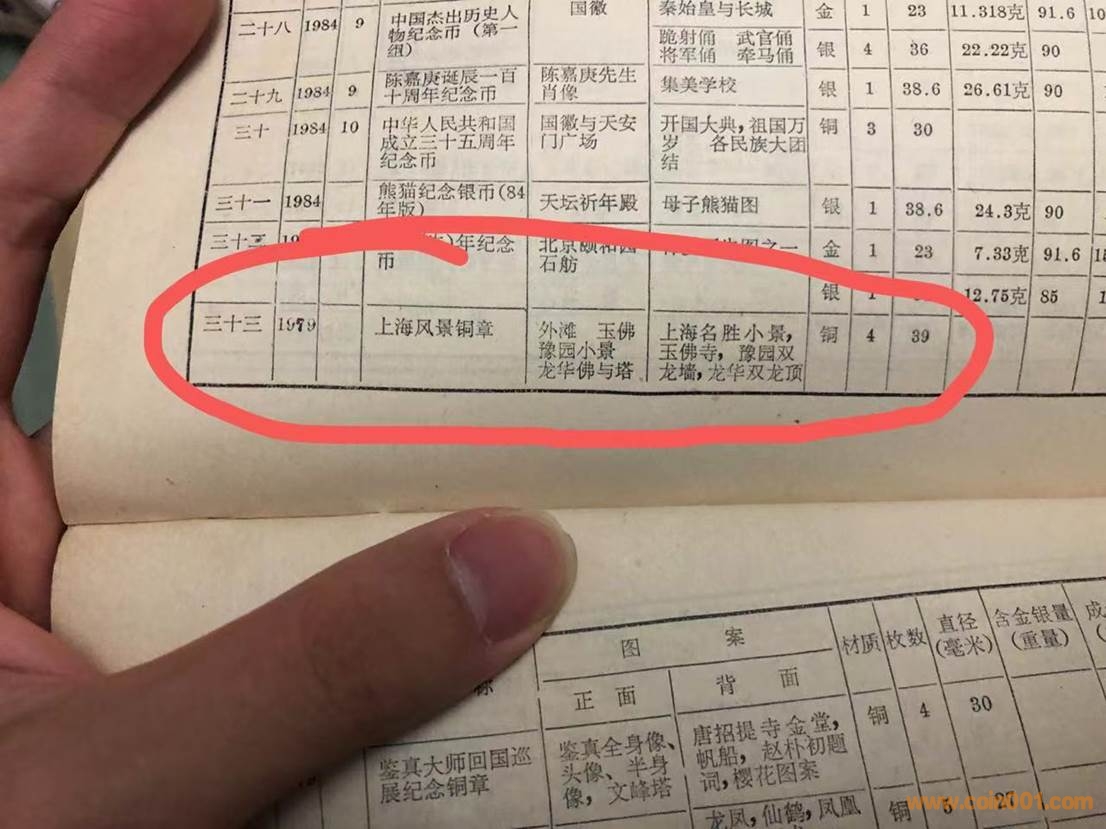 二十八 1984 9 中国杰出历史人物纪念币（第一组） 国徽 秦始皇与长城 金 1 23 11.318克 91.6 10
跪射俑 武官俑 将军俑 牵马俑 银 4 36 22.22克 90
二十九 1984 9 陈嘉庚诞辰一百十周年纪念币 陈嘉庚先生肖像 集美学校 银 1 38.6 26.61克 90
三十 1984 10 中华人民共和国成立三十五周年纪念币 国徽与天安门广场 开国大典，祖国万岁 各民族大团结 铜 3 30
三十一 1984 熊猫纪念银币(84年版) 天坛祈年殿 母子熊猫图 银 1 38.6 24.3克 90
年纪念币 北京颐和园石舫 金 1 23 7.33克 91.6
银 1 12.75克 85 1
三十三 1979 上海风景铜章 外滩 玉佛 豫园小景 龙华佛与塔 上海名胜小景，玉佛寺，豫园双龙墙，龙华双龙顶 铜 4 39
图 案 材质 枚数 直径(毫米) 含金银量(重量) 成
称 正 面 背 面
鉴真大师回国巡展纪念铜章 鉴真全身像、头像、半身像，文峰塔 唐招提寺金堂，帆船，赵朴初题词，樱花图案 铜 4 30
龙凤，仙鹤，凤凰 铜 5
www.coin001.com